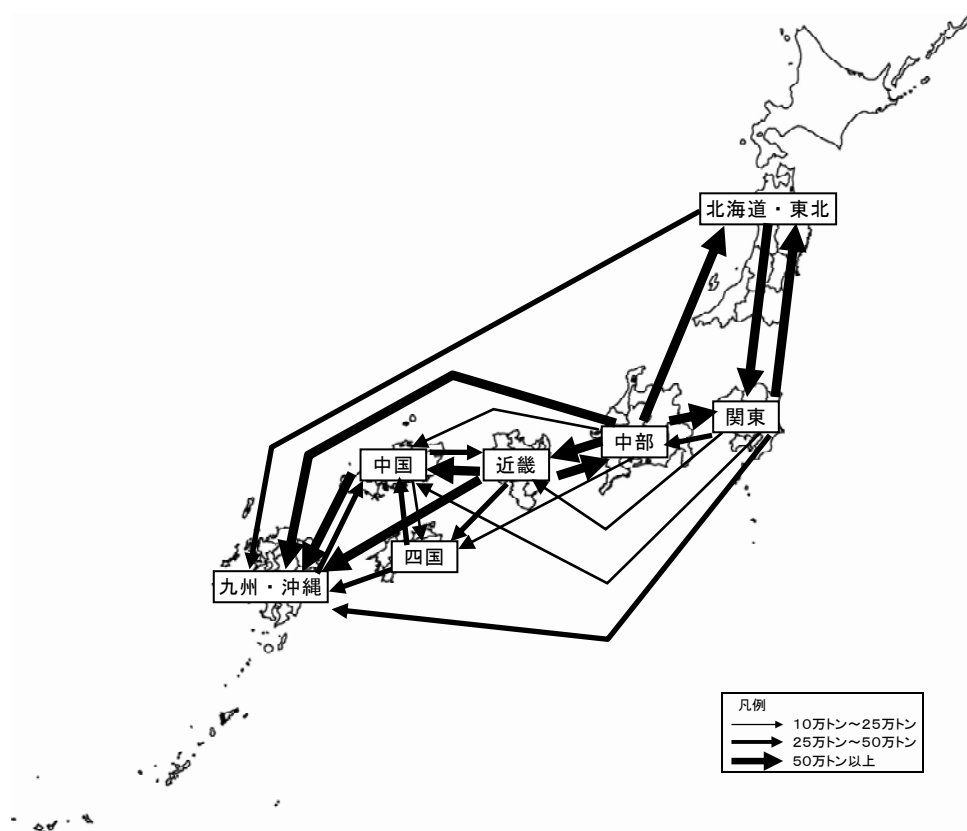 北海道・東北
関東
中部
近畿
中国
四国
九州・沖縄
凡例
10万トン～25万トン
25万トン～50万トン
50万トン以上